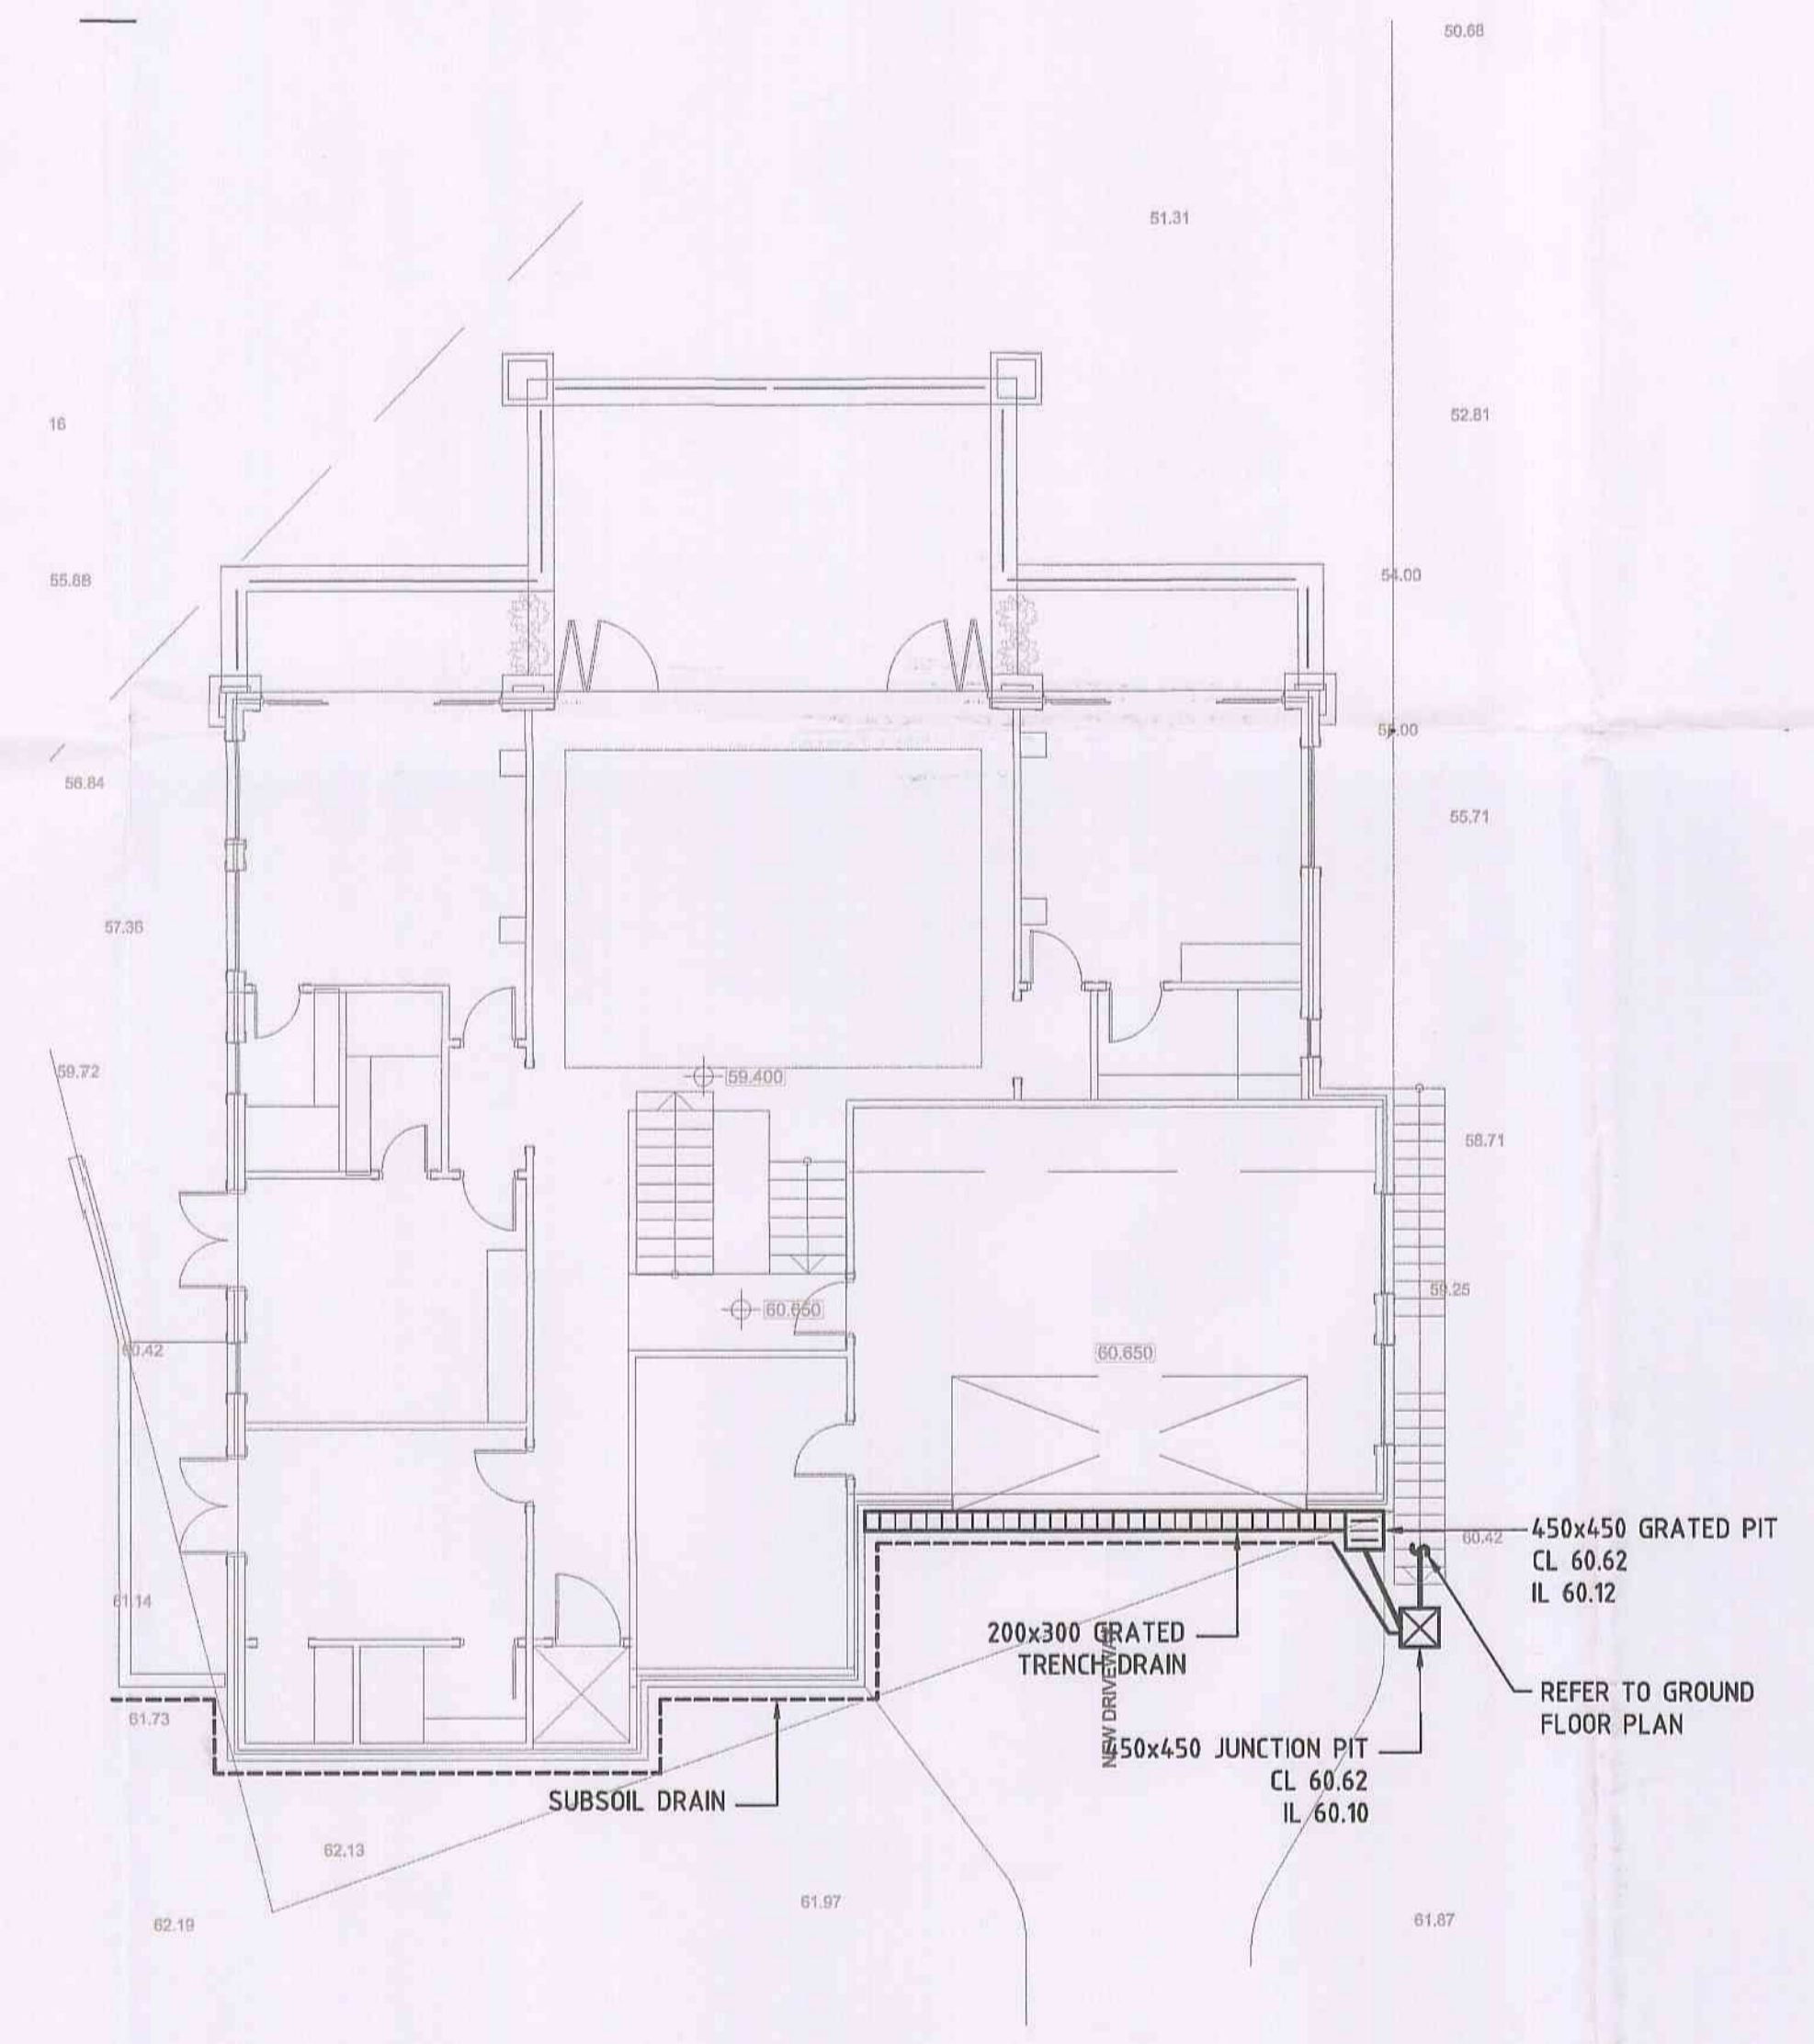 50.68
51.31
52.81
16
54.00
55.88
56.84
55.71
57.36
59.72
59.400
58.71
59.25
60.650
60.42
60.650
60.42
450x450 GRATED PIT
CL 60.62
IL 60.12
61.14
200x300 GRATED
TRENCH DRAIN
NEW DRIVEWAY
REFER TO GROUND
FLOOR PLAN
61.73
450x450 JUNCTION PIT
CL 60.62
IL 60.10
SUBSOIL DRAIN
62.13
61.97
61.87
62.19